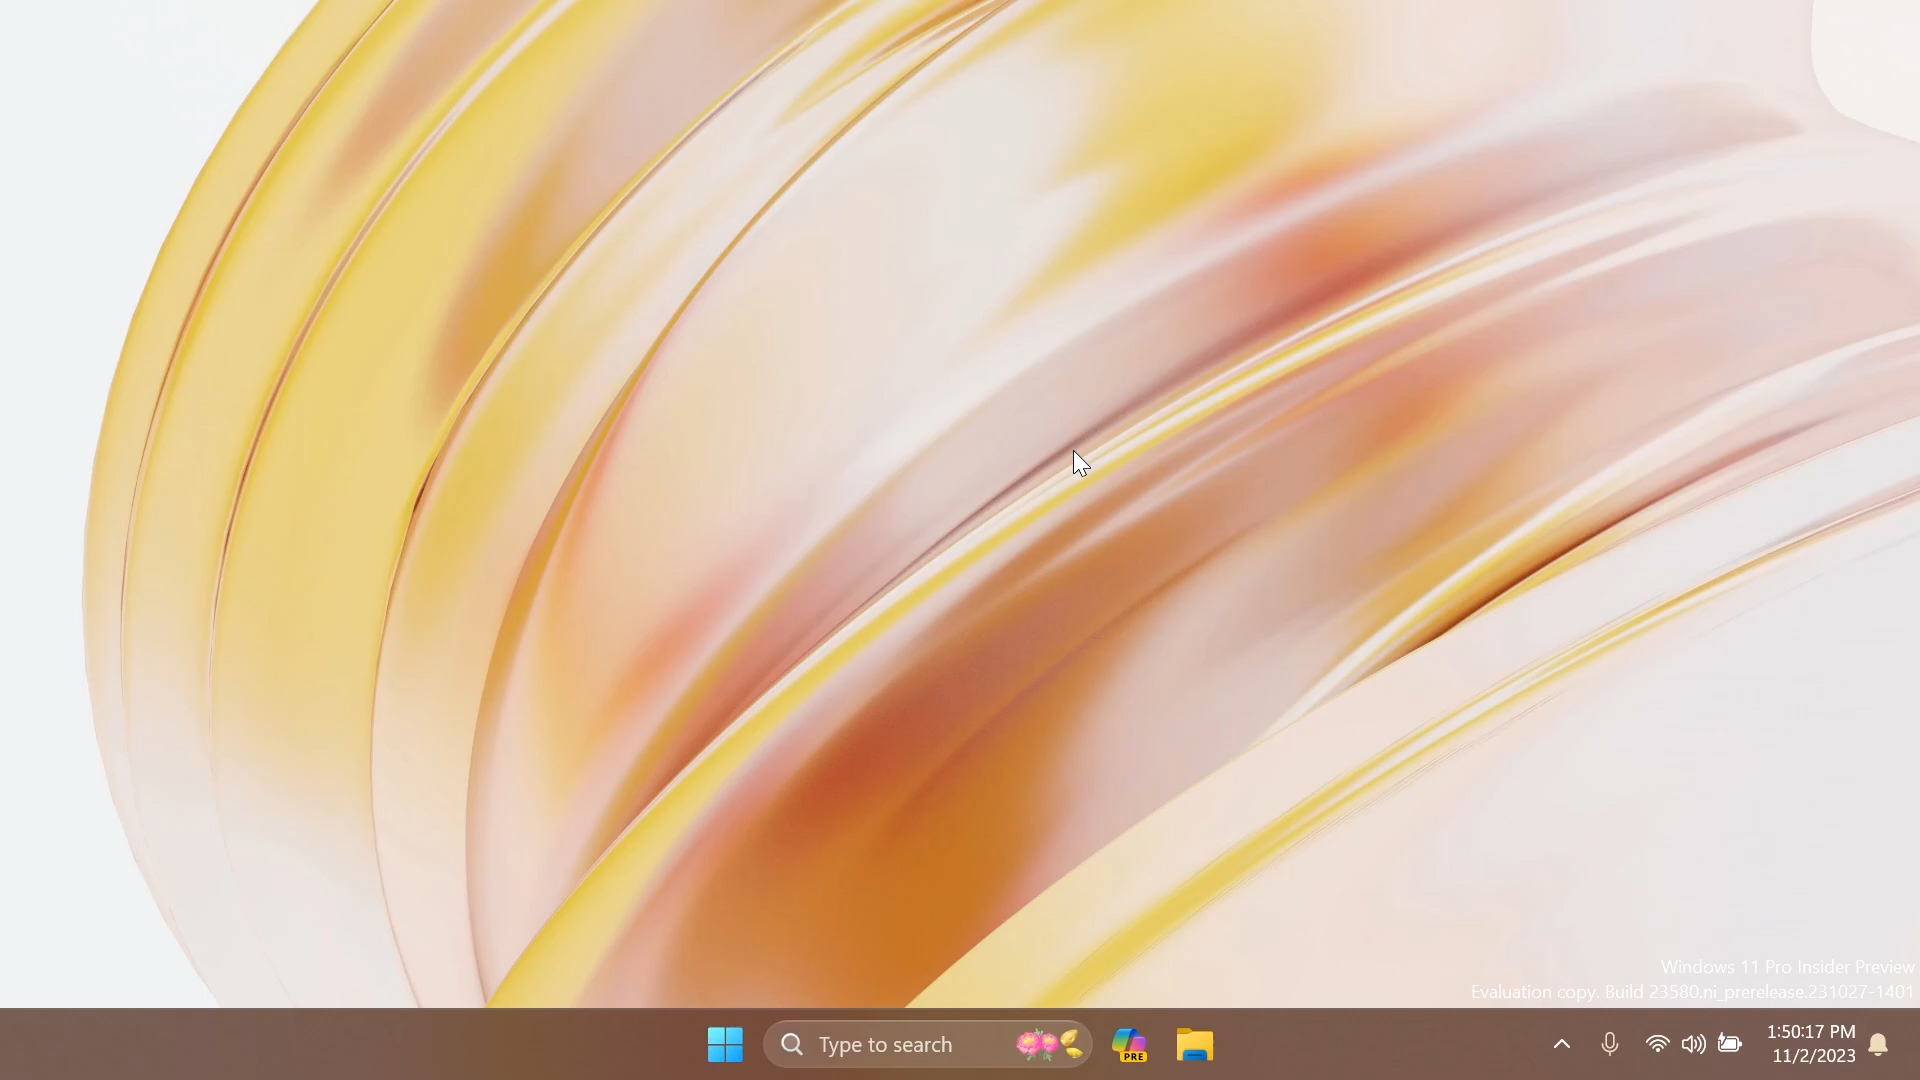 Windows 11 Pro Insider Preview
Evaluation copy. Build 23580.ni_prerelease.231027-1401
Type to search
PRE
1:50:17 PM
11/2/2023